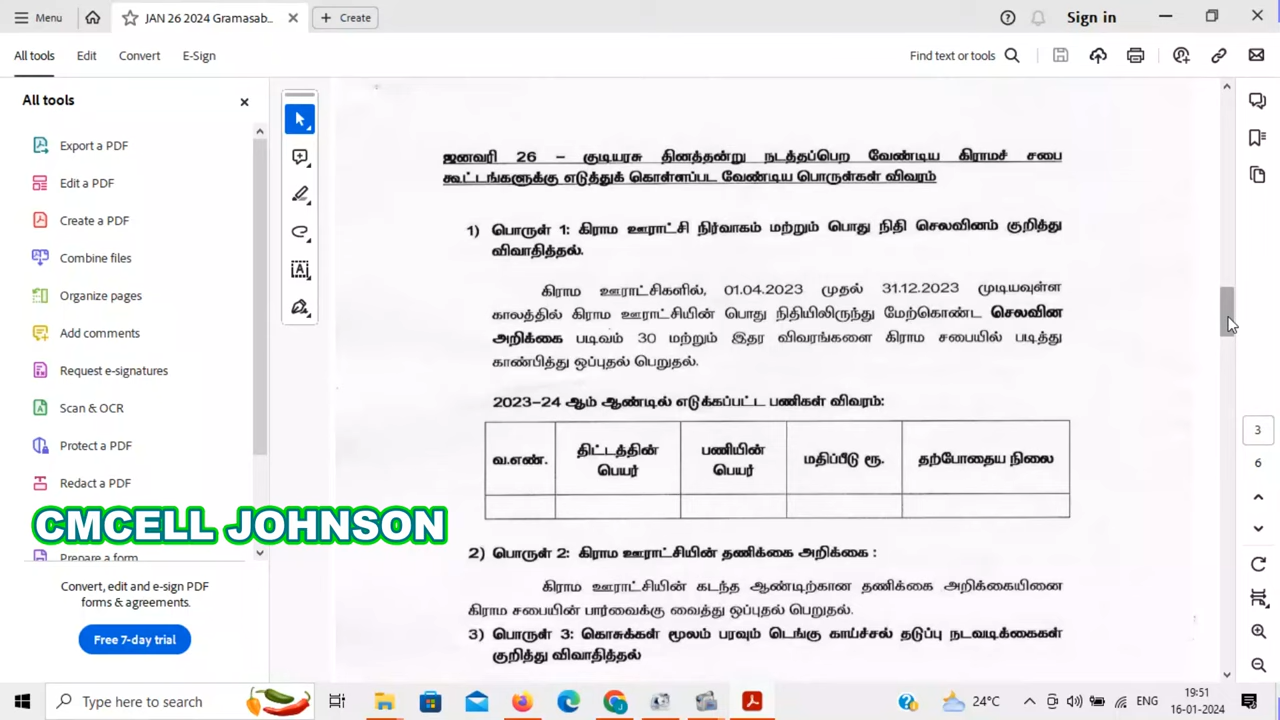 Menu
JAN 26 2024 Gramasab...
Create
Sign in
All tools
Edit
Convert
E-Sign
Find text or tools
All tools
Export a PDF
Edit a PDF
Create a PDF
Combine files
Organize pages
Add comments
Request e-signatures
Scan & OCR
Protect a PDF
Redact a PDF
CMCELL JOHNSON
Prepare a form
Convert, edit and e-sign PDF
forms & agreements.
Free 7-day trial
ஜனவரி 26 – குடியரசு தினத்தன்று நடத்தப்பெற வேண்டிய கிராமச் சபை
கூட்டங்களுக்கு எடுத்துக் கொள்ளப்பட வேண்டிய பொருள்கள் விவரம்
1) பொருள் 1: கிராம ஊராட்சி நிர்வாகம் மற்றும் பொது நிதி செலவினம் குறித்து
விவாதித்தல்.
கிராம ஊராட்சிகளில், 01.04.2023 முதல் 31.12.2023 முடியவுள்ள
காலத்தில் கிராம ஊராட்சியின் பொது நிதியிலிருந்து மேற்கொண்ட செலவின
அறிக்கை படிவம் 30 மற்றும் இதர விவரங்களை கிராம சபையில் படித்து
காண்பித்து ஒப்புதல் பெறுதல்.
2023–24 ஆம் ஆண்டில் எடுக்கப்பட்ட பணிகள் விவரம்:
வ.எண். திட்டத்தின் பெயர் பணியின் பெயர் மதிப்பீடு ரூ. தற்போதைய நிலை
2) பொருள் 2: கிராம ஊராட்சியின் தணிக்கை அறிக்கை :
கிராம ஊராட்சியின் கடந்த ஆண்டிற்கான தணிக்கை அறிக்கையினை
கிராம சபையின் பார்வைக்கு வைத்து ஒப்புதல் பெறுதல்.
3) பொருள் 3: கொசுக்கள் மூலம் பரவும் டெங்கு காய்ச்சல் தடுப்பு நடவடிக்கைகள்
குறித்து விவாதித்தல்
3
6
Type here to search
24°C
ENG
19:51
16-01-2024